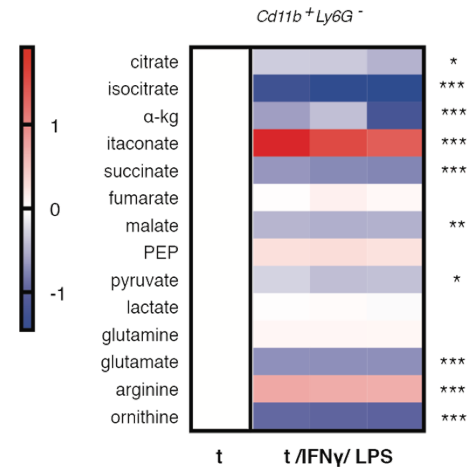 Cd11b + Ly6G -
citrate *
isocitrate ***
α-kg ***
itaconate ***
succinate ***
fumarate
malate **
PEP
pyruvate *
lactate
glutamine
glutamate ***
arginine ***
ornithine ***
1
0
-1
t t /IFNγ/ LPS